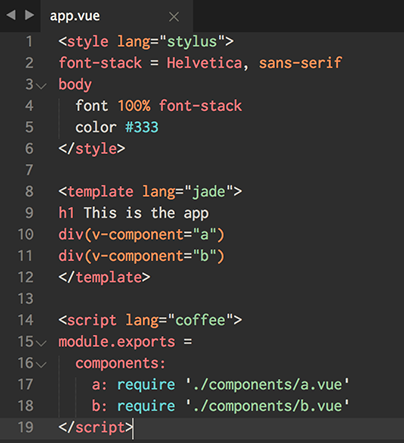 app.vue
1 <style lang="stylus">
2 font-stack = Helvetica, sans-serif
3 body
4   font 100% font-stack
5   color #333
6 </style>
7
8 <template lang="jade">
9 h1 This is the app
10 div(v-component="a")
11 div(v-component="b")
12 </template>
13
14 <script lang="coffee">
15 module.exports =
16   components:
17     a: require './components/a.vue'
18     b: require './components/b.vue'
19 </script>